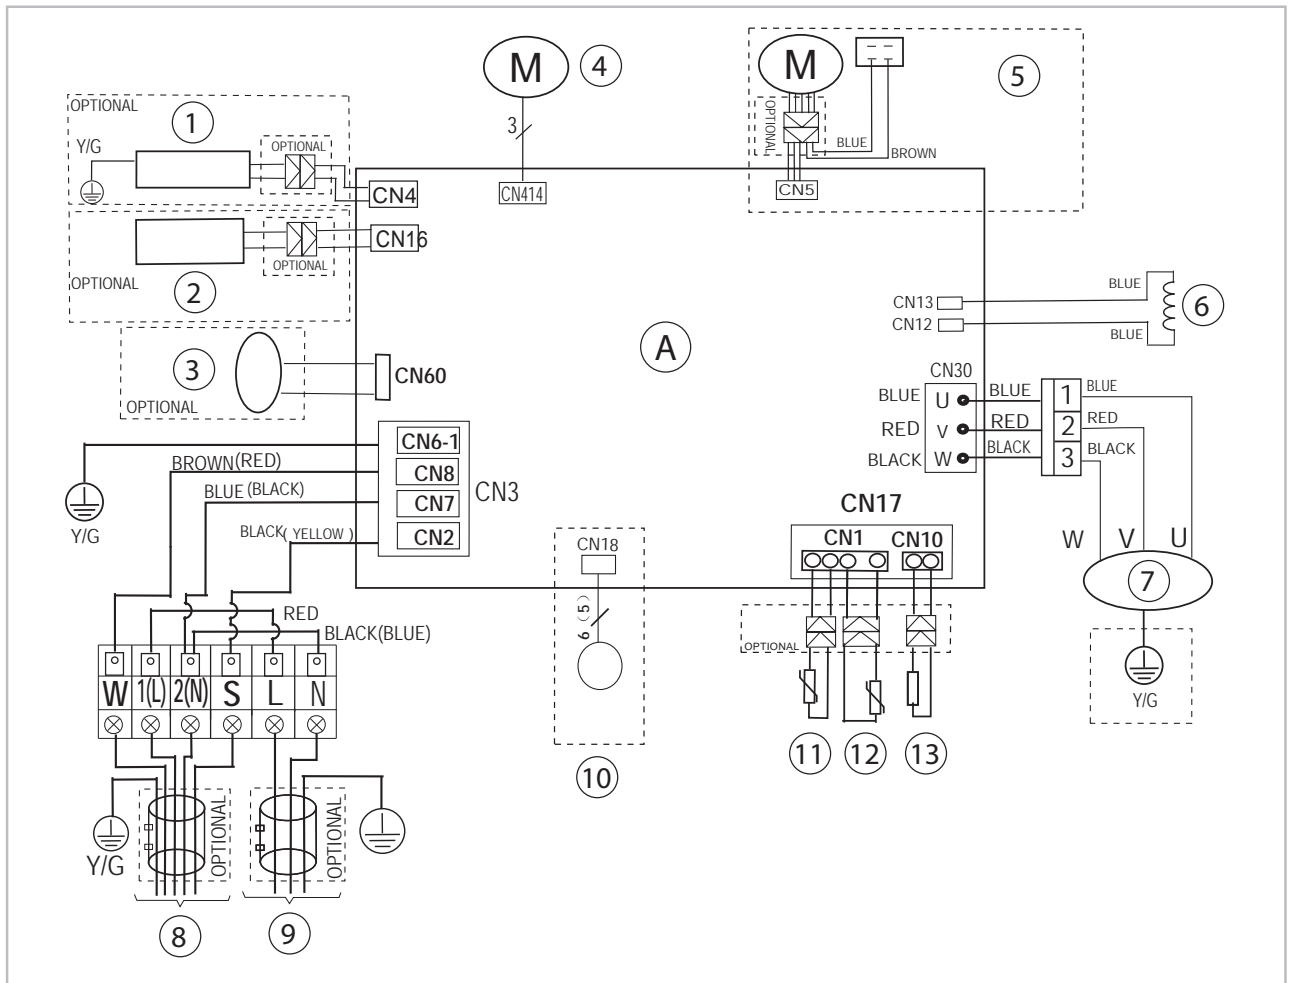 M
4
M
5
OPTIONAL
1
OPTIONAL
Y/G
OPTIONAL
3
BLUE
BROWN
CN4
CN414
CN5
CN16
OPTIONAL
OPTIONAL
2
BLUE
CN13
CN12
6
BLUE
A
3
CN60
OPTIONAL
CN30
BLUE
U
BLUE
1
BLUE
RED
V
RED
2
RED
BLACK
W
BLACK
3
BLACK
CN6-1
BROWN(RED)
CN8
CN3
BLUE (BLACK)
CN7
BLACK( YELLOW )
CN2
Y/G
CN17
CN1
CN10
CN18
W
V
U
7
6 (5)
RED
BLACK(BLUE)
OPTIONAL
Y/G
W
1(L)
2(N)
S
L
N
11
12
13
10
Y/G
OPTIONAL
OPTIONAL
8
9